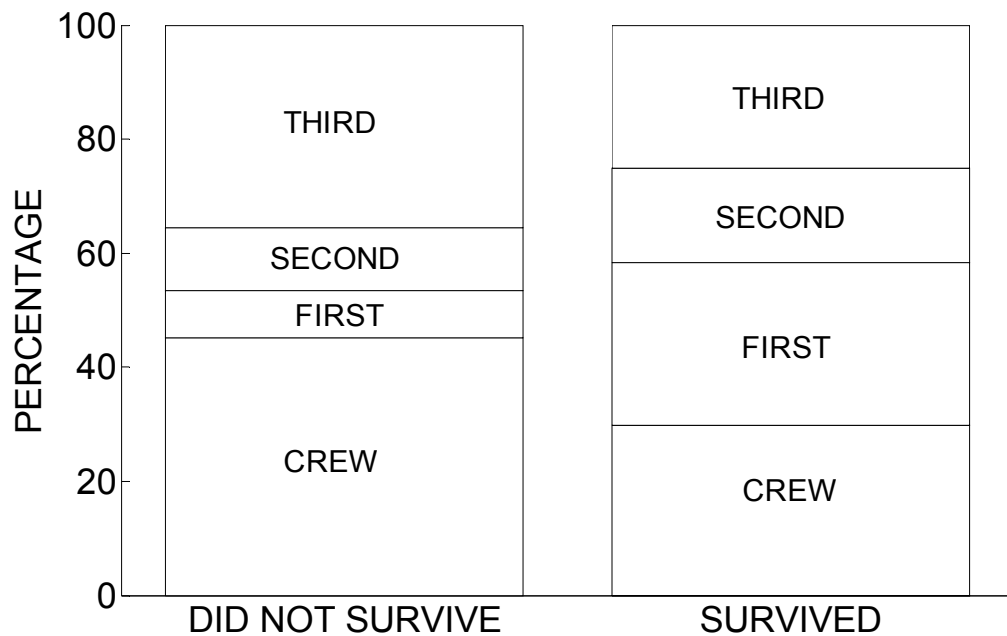 PERCENTAGE
100
80
60
40
20
0
THIRD
SECOND
FIRST
CREW
THIRD
SECOND
FIRST
CREW
DID NOT SURVIVE
SURVIVED